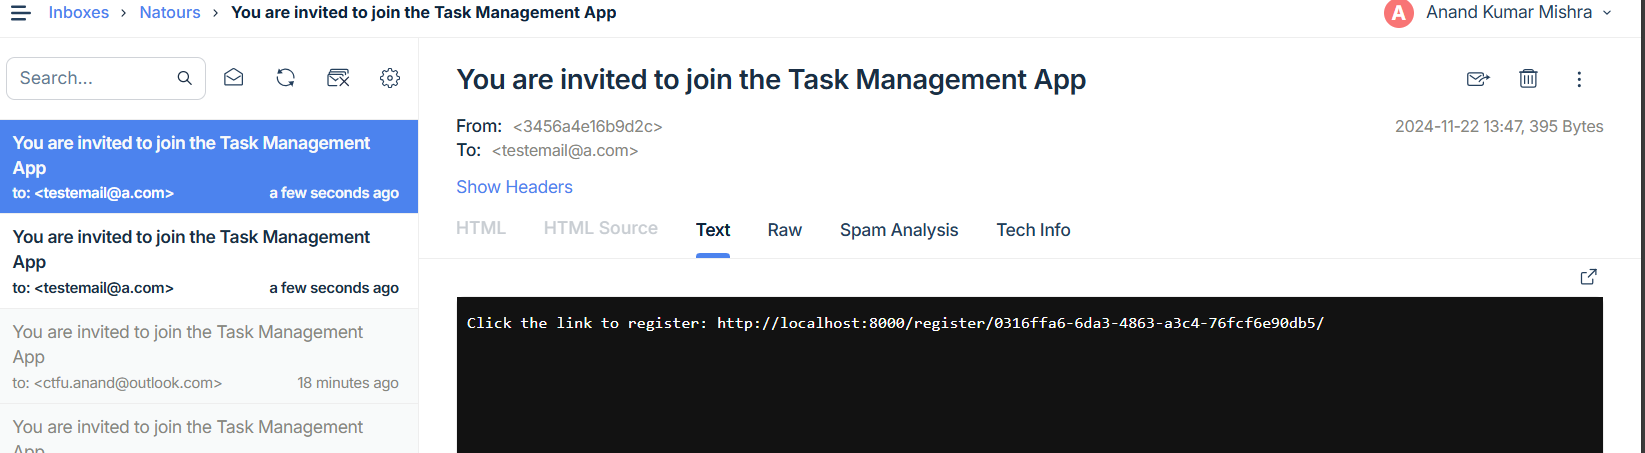 Inboxes › Natours › You are invited to join the Task Management App
A Anand Kumar Mishra
Search...
You are invited to join the Task Management
App
to: <testemail@a.com> a few seconds ago
You are invited to join the Task Management
App
to: <testemail@a.com> a few seconds ago
You are invited to join the Task Management
App
to: <ctfu.anand@outlook.com> 18 minutes ago
You are invited to join the Task Management
App
You are invited to join the Task Management App
From: <3456a4e16b9d2c> 2024-11-22 13:47, 395 Bytes
To: <testemail@a.com>
Show Headers
HTML HTML Source Text Raw Spam Analysis Tech Info
Click the link to register: http://localhost:8000/register/0316ffa6-6da3-4863-a3c4-76fcf6e90db5/